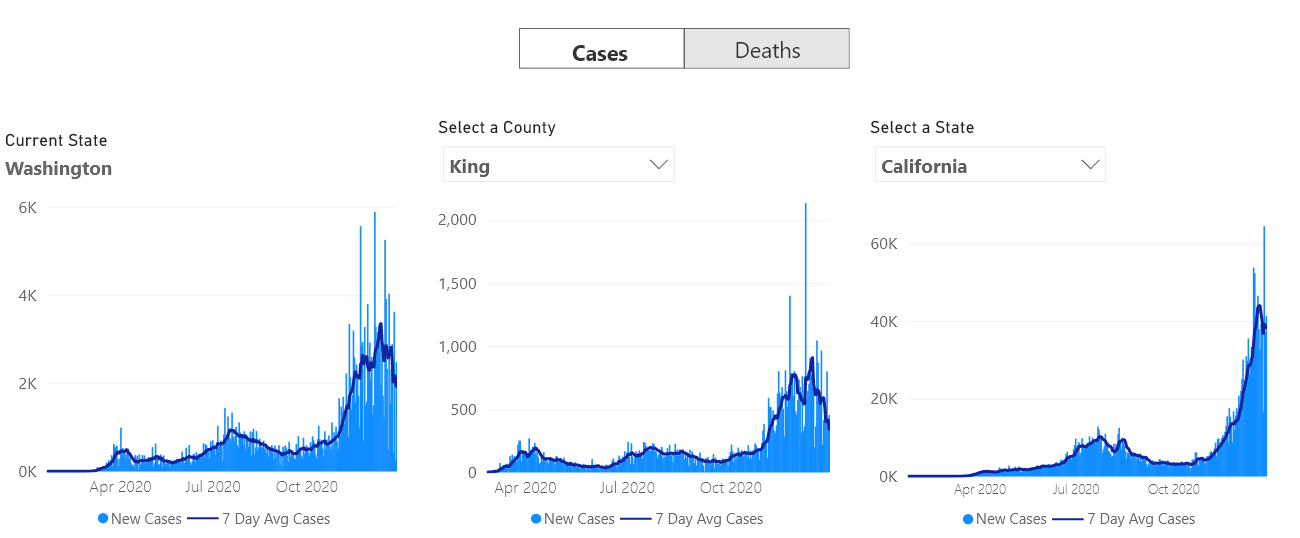 Cases
Deaths
Current State
Washington
6K
4K
2K
0K
Apr 2020
Jul 2020
Oct 2020
New Cases
7 Day Avg Cases
Select a County
King
2,000
1,500
1,000
500
0
Apr 2020
Jul 2020
Oct 2020
New Cases
7 Day Avg Cases
Select a State
California
60K
40K
20K
0K
Apr 2020
Jul 2020
Oct 2020
New Cases
7 Day Avg Cases